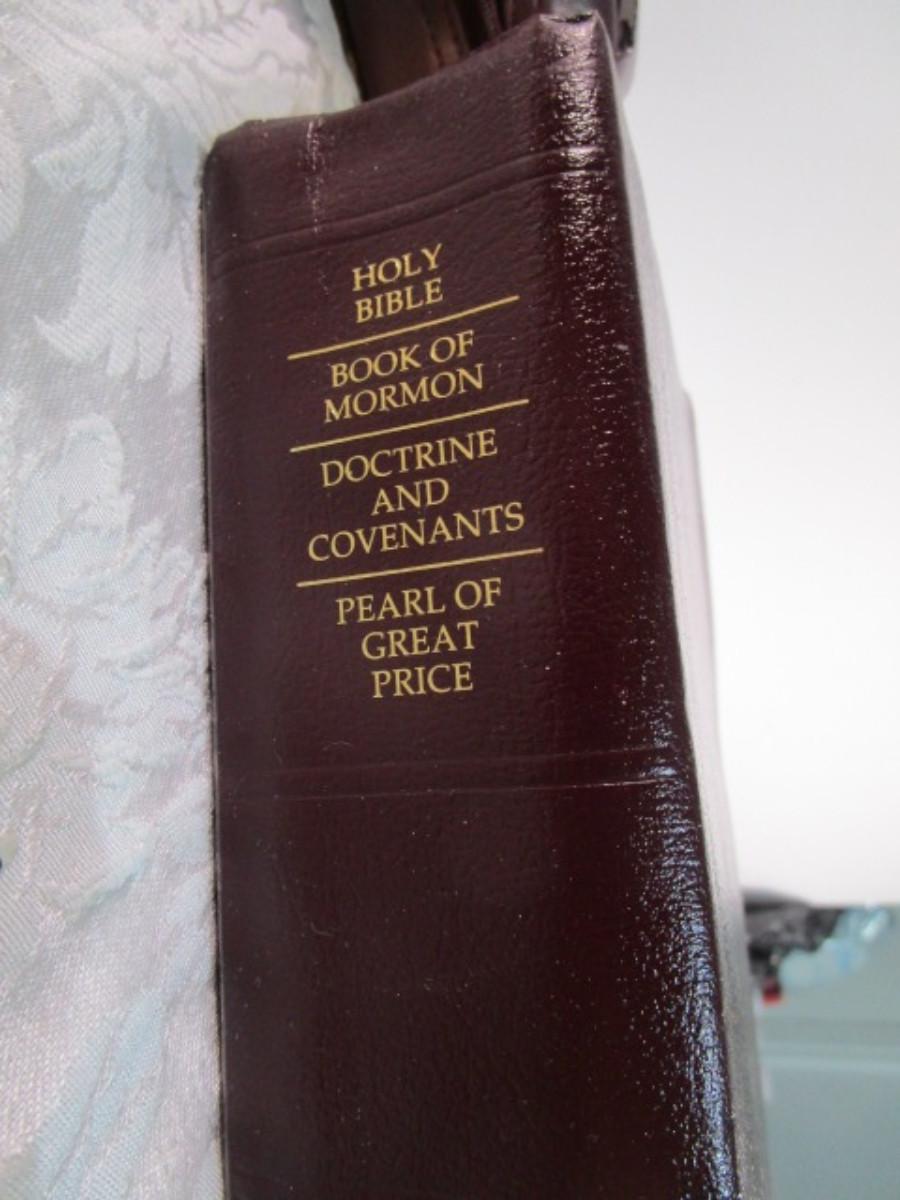 HOLY
BIBLE
BOOK OF
MORMON
DOCTRINE
AND
COVENANTS
PEARL OF
GREAT
PRICE